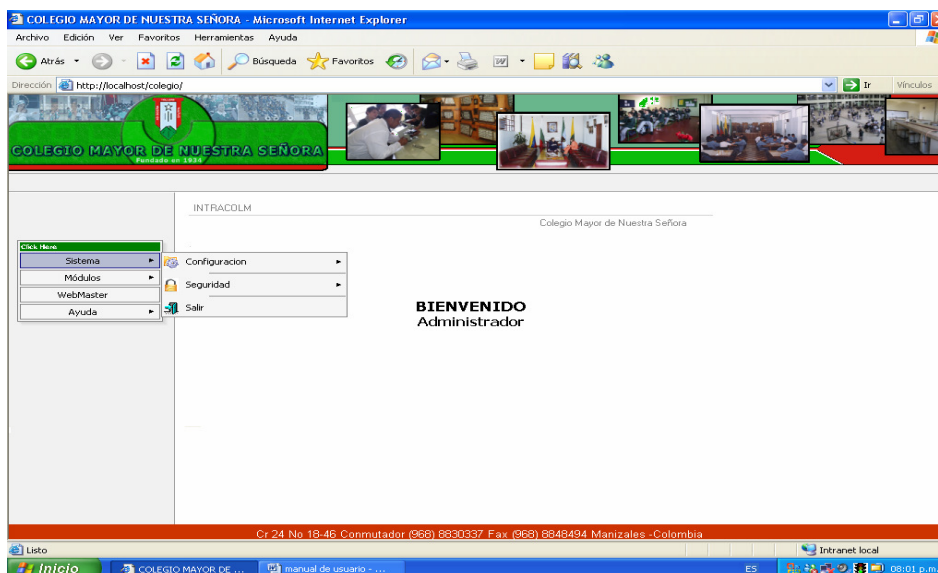 COLEGIO MAYOR DE NUESTRA SEÑORA - Microsoft Internet Explorer
Archivo Edición Ver Favoritos Herramientas Ayuda
Atrás Búsqueda Favoritos
Dirección http://localhost/colegio/ Ir Vínculos
COLEGIO MAYOR DE NUESTRA SEÑORA
Fundado en 1934
INTRACOLM
Colegio Mayor de Nuestra Señora
Click Here
Sistema
Módulos
WebMaster
Ayuda
Configuracion
Seguridad
Salir
BIENVENIDO
Administrador
Cr 24 No 18-46 Conmutador (968) 8830337 Fax (968) 8848494 Manizales -Colombia
Listo Intranet local
Inicio COLEGIO MAYOR DE ... manual de usuario - ... ES 08:01 p.m.